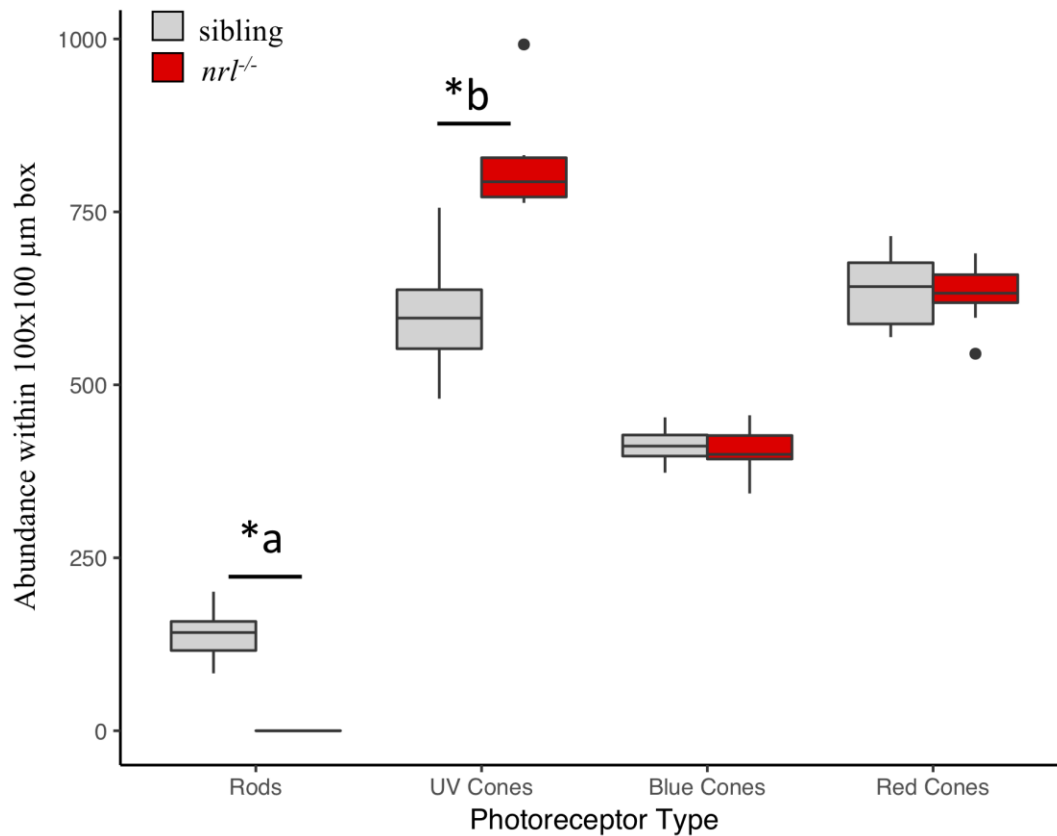 sibling
nrl-/-
Abundance within 100x100 µm box
1000
750
500
250
0
*b
*a
Rods
UV Cones
Blue Cones
Red Cones
Photoreceptor Type